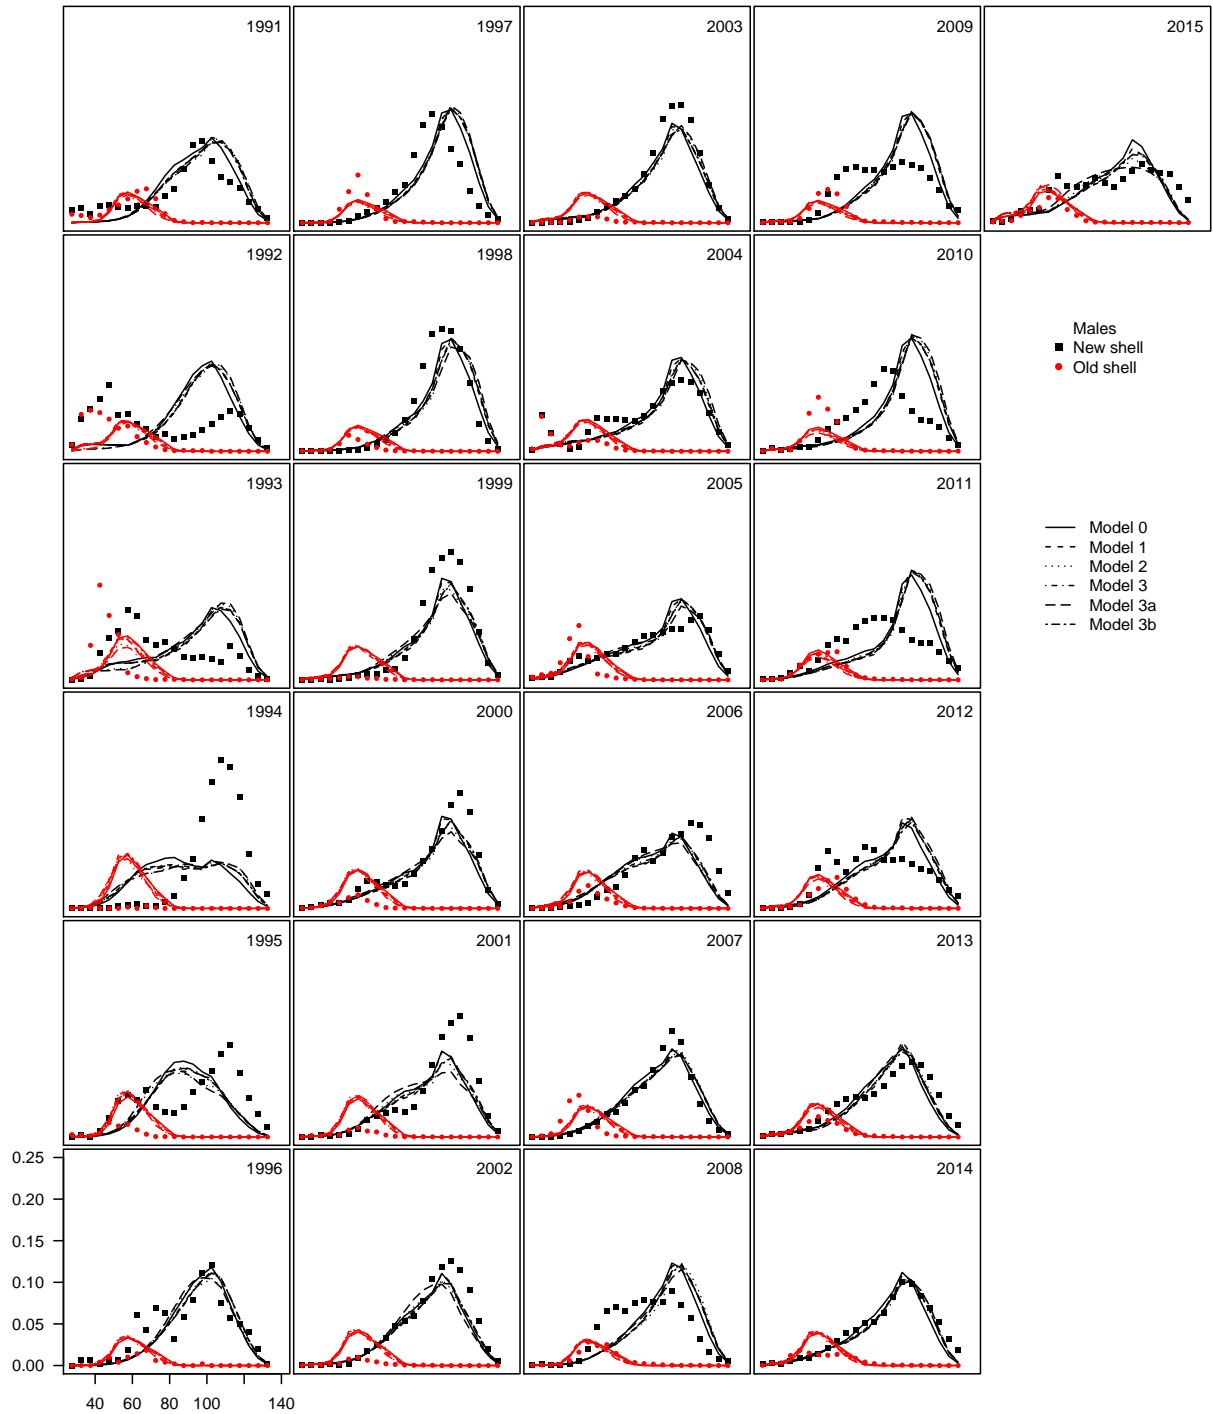 1991 1997 2003 2009 2015
1992 1998 2004 2010
Males
New shell
Old shell
1993 1999 2005 2011
Model 0
Model 1
Model 2
Model 3
Model 3a
Model 3b
1994 2000 2006 2012
1995 2001 2007 2013
1996 2002 2008 2014
0.25
0.20
0.15
0.10
0.05
0.00
40 60 80 100 140